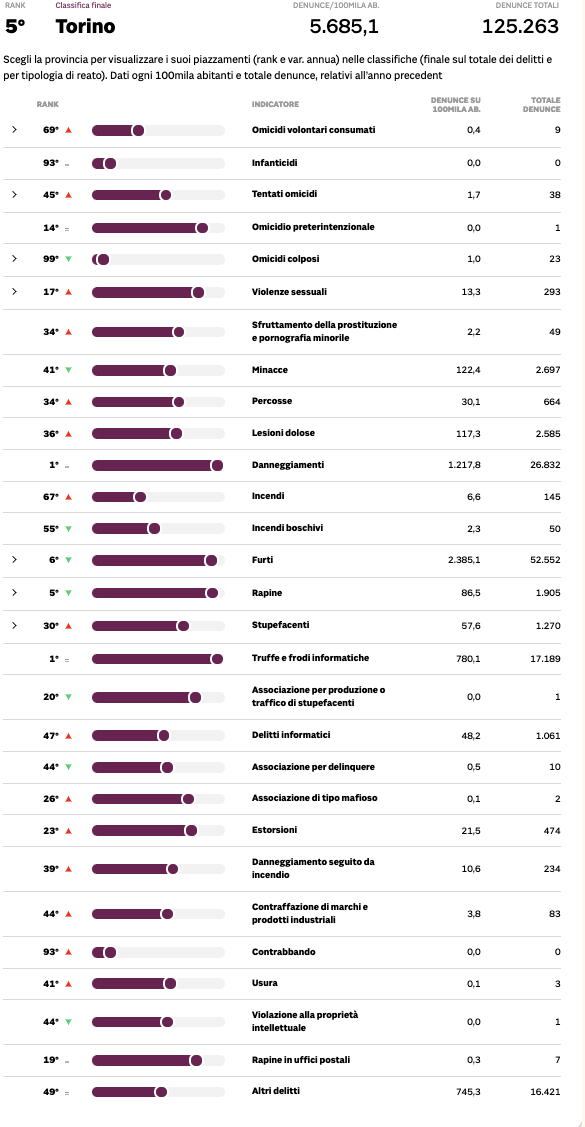 RANK Classifica finale DENUNCE/100MILA AB. DENUNCE TOTALI
5° Torino 5.685,1 125.263
Scegli la provincia per visualizzare i suoi piazzamenti (rank e var. annua) nelle classifiche (finale sul totale dei delitti e
per tipologia di reato). Dati ogni 100mila abitanti e totale denunce, relativi all'anno precedent
RANK INDICATORE DENUNCE SU TOTALE
100MILA AB. DENUNCE
69° Omicidi volontari consumati 0,4 9
93° Infanticidi 0,0 0
45° Tentati omicidi 1,7 38
14° = Omicidio preterintenzionale 0,0 1
99° Omicidi colposi 1,0 23
17° Violenze sessuali 13,3 293
34° Sfruttamento della prostituzione
e pornografia minorile 2,2 49
41° Minacce 122,4 2.697
34° Percosse 30,1 664
36° Lesioni dolose 117,3 2.585
1° Danneggiamenti 1.217,8 26.832
67° Incendi 6,6 145
55° Incendi boschivi 2,3 50
6° Furti 2.385,1 52.552
5° Rapine 86,5 1.905
30° Stupefacenti 57,6 1.270
1° = Truffe e frodi informatiche 780,1 17.189
20° Associazione per produzione o
traffico di stupefacenti 0,0 1
47° Delitti informatici 48,2 1.061
44° Associazione per delinquere 0,5 10
26° Associazione di tipo mafioso 0,1 2
23° Estorsioni 21,5 474
39° Danneggiamento seguito da
incendio 10,6 234
44° Contraffazione di marchi e
prodotti industriali 3,8 83
93° Contrabbando 0,0 0
41° Usura 0,1 3
44° Violazione alla proprietà
intellettuale 0,0 1
19° Rapine in uffici postali 0,3 7
49° = Altri delitti 745,3 16.421